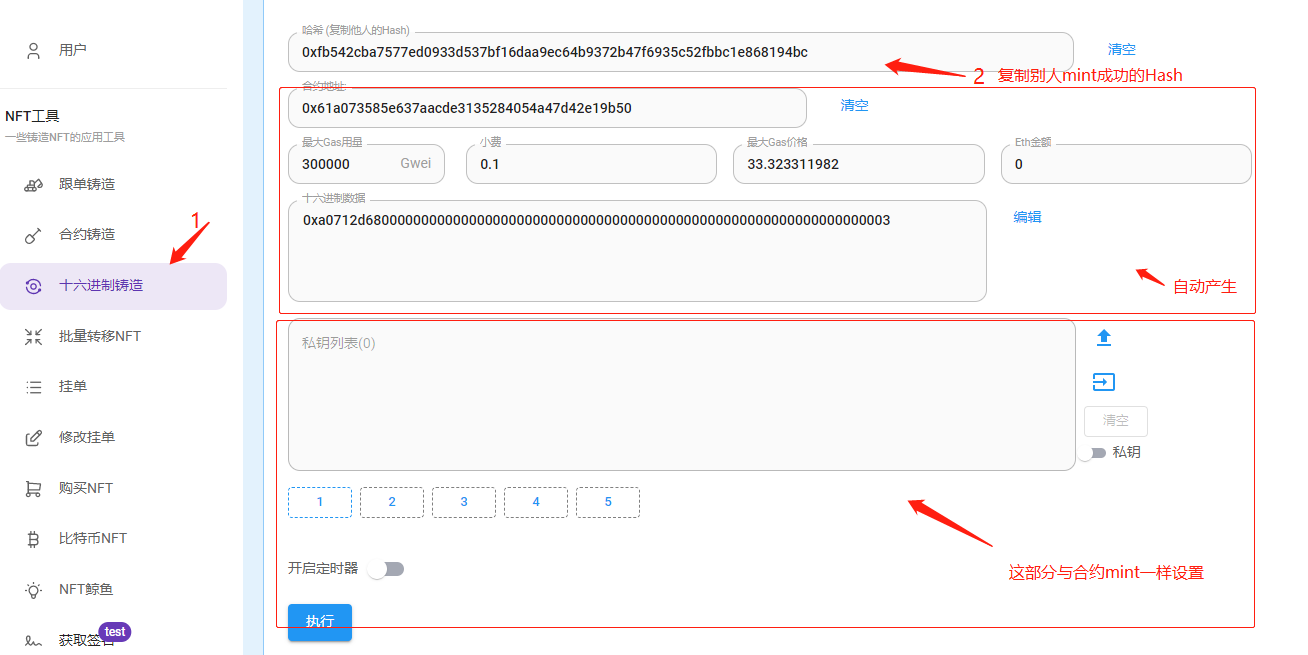 用户
NFT工具
一些铸造NFT的应用工具
跟单铸造
合约铸造
1
十六进制铸造
批量转移NFT
挂单
修改挂单
购买NFT
比特币NFT
NFT鲸鱼
获取签名
test
哈希 (复制他人的Hash)
0xfb542cba7577ed0933d537bf16daa9ec64b9372b47f6935c52fbbc1e868194bc
清空
2 复制别人mint成功的Hash
合约地址:
0x61a073585e637aacde3135284054a47d42e19b50
清空
最大Gas用量
300000 Gwei
小费
0.1
最大Gas价格
33.323311982
Eth金额
0
十六进制数据
0xa0712d680000000000000000000000000000000000000000000000000000000000000003
编辑
自动产生
私钥列表(0)
清空
私钥
1 2 3 4 5
开启定时器
这部分与合约mint一样设置
执行